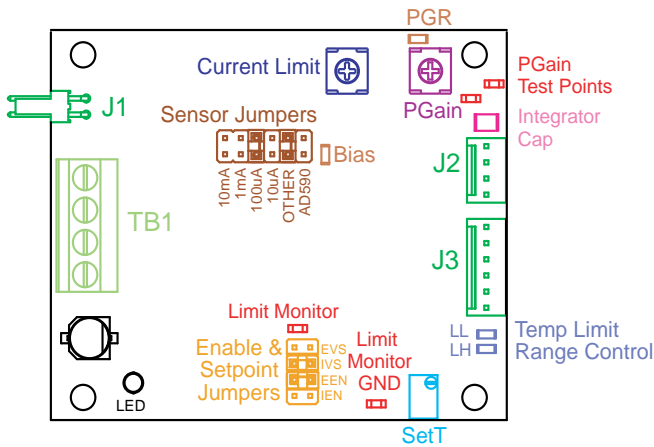 PGR
Current Limit
PGain
Test Points
J1
PGain
Integrator
Cap
Sensor Jumpers
Bias
J2
10mA
1mA
100uA
10uA
OTHER
AD590
TB1
J3
Limit Monitor
Limit
Monitor
GND
LL
LH
Temp Limit
Range Control
Enable &
Setpoint
Jumpers
EVS
IVS
EEN
IEN
LED
SetT